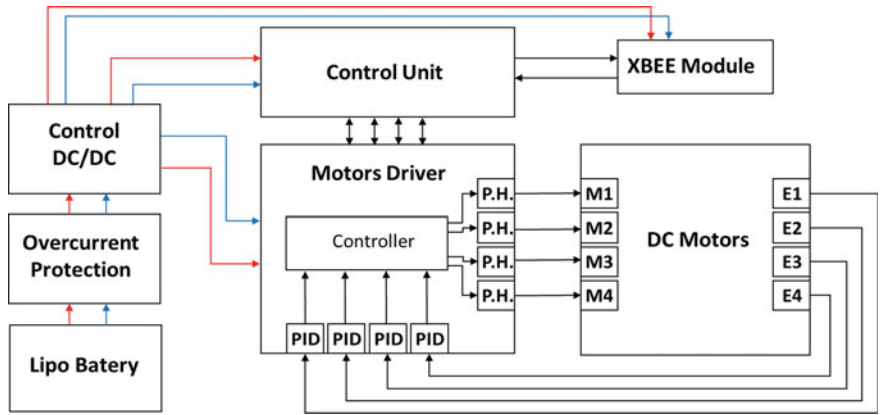 Control Unit
XBEE Module
Control
DC/DC
Motors Driver
P.H.
M1
E1
P.H.
M2
E2
Controller
DC Motors
P.H.
M3
E3
P.H.
M4
E4
Overcurrent
Protection
PID
PID
PID
PID
Lipo Batery